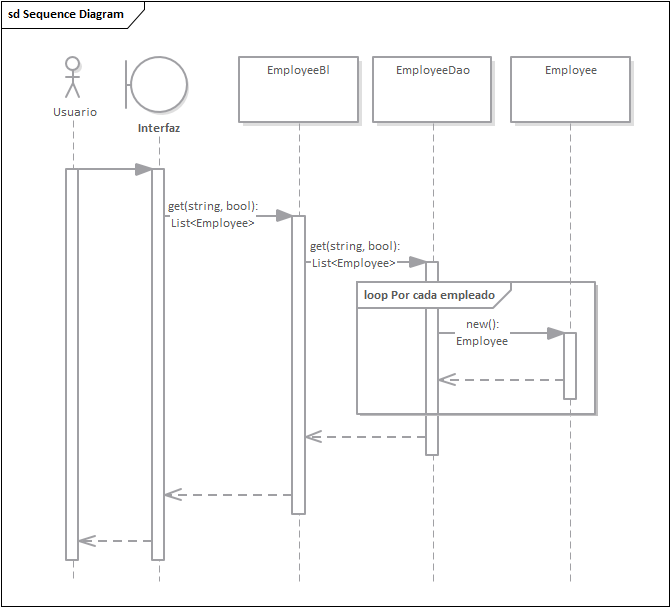 sd Sequence Diagram
EmployeeBl
EmployeeDao
Employee
Usuario
Interfaz
get(string, bool):
List<Employee>
get(string, bool):
List<Employee>
loop Por cada empleado
new():
Employee